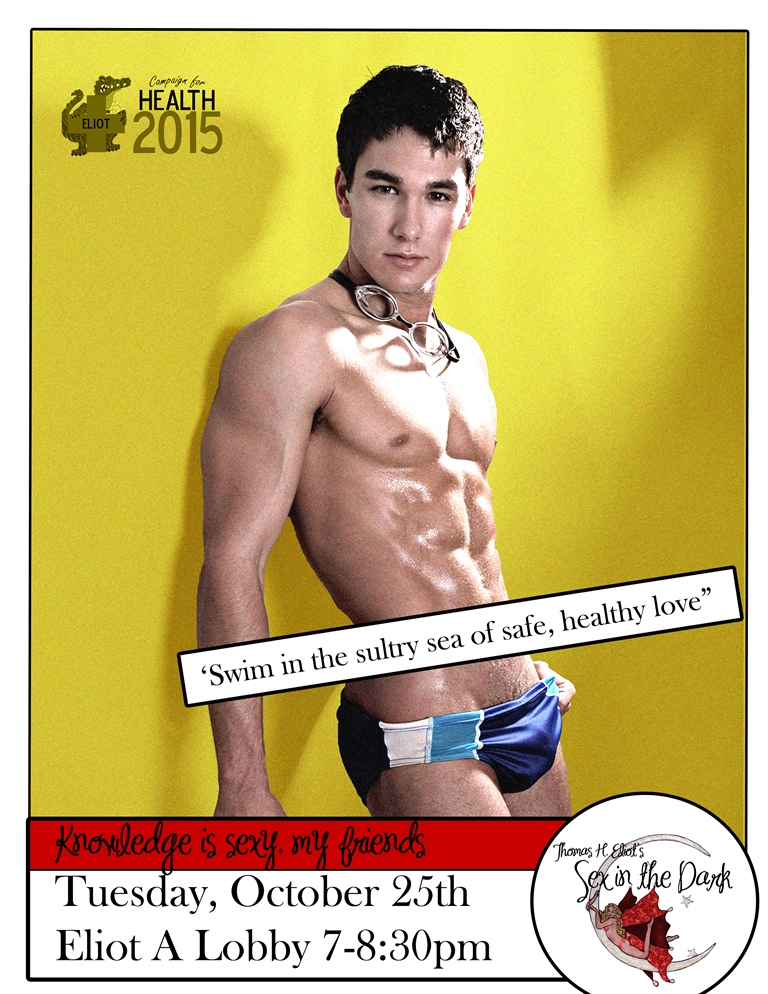 Campaign for
HEALTH
2015
ELIOT
‘Swim in the sultry sea of safe, healthy love”
Knowledge is sexy, my friends
Tuesday, October 25th
Eliot A Lobby 7-8:30pm
Thomas H. Eliot's
Sex in the Dark